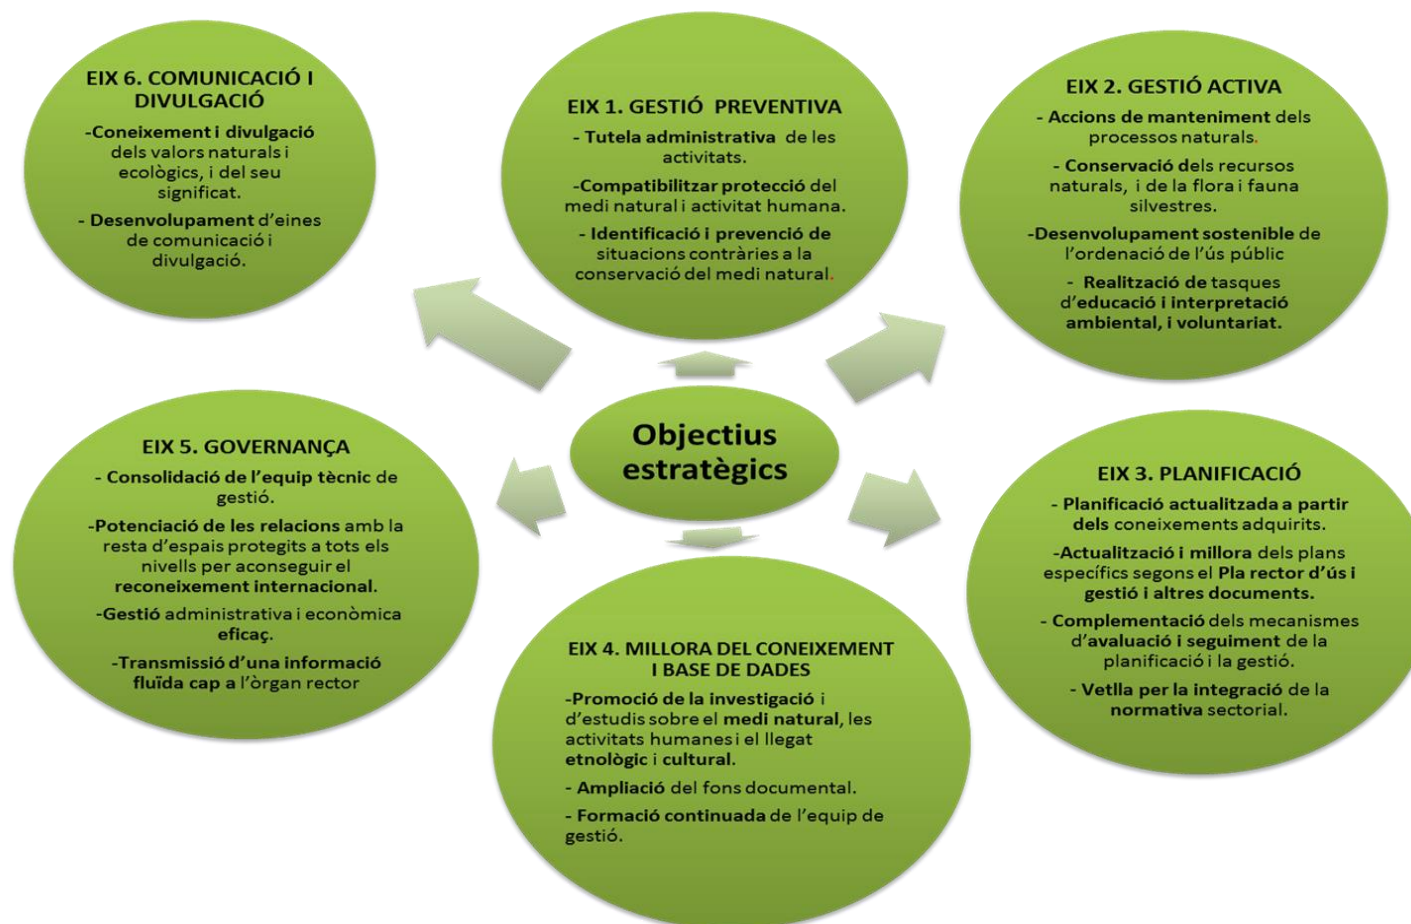 EIX 6. COMUNICACIÓ I
DIVULGACIÓ
-Coneixement i divulgació
dels valors naturals i
ecològics, i del seu
significat.
- Desenvolupament d'eines
de comunicació i
divulgació.
EIX 1. GESTIÓ PREVENTIVA
- Tutela administrativa de les
activitats.
-Compatibilitzar protecció del
medi natural i activitat humana.
- Identificació i prevenció de
situacions contràries a la
conservació del medi natural.
EIX 2. GESTIÓ ACTIVA
- Accions de manteniment dels
processos naturals.
- Conservació dels recursos
naturals, i de la flora i fauna
silvestres.
-Desenvolupament sostenible de
l'ordenació de l'ús públic
- Realització de tasques
d'educació i interpretació
ambiental, i voluntariat.
Objectius
estratègics
EIX 5. GOVERNANÇA
- Consolidació de l'equip tècnic de
gestió.
-Potenciació de les relacions amb la
resta d'espais protegits a tots els
nivells per aconseguir el
reconeixement internacional.
-Gestió administrativa i econòmica
eficaç.
-Transmissió d'una informació
fluïda cap a l'òrgan rector
EIX 3. PLANIFICACIÓ
- Planificació actualitzada a partir
dels coneixements adquirits.
-Actualització i millora dels plans
específics segons el Pla rector d'ús i
gestió i altres documents.
- Complementació dels mecanismes
d'avaluació i seguiment de la
planificació i la gestió.
- Vetlla per la integració de la
normativa sectorial.
EIX 4. MILLORA DEL CONEIXEMENT
I BASE DE DADES
-Promoció de la investigació i
d'estudis sobre el medi natural, les
activitats humanes i el llegat
etnològic i cultural.
- Ampliació del fons documental.
- Formació continuada de l'equip de
gestió.